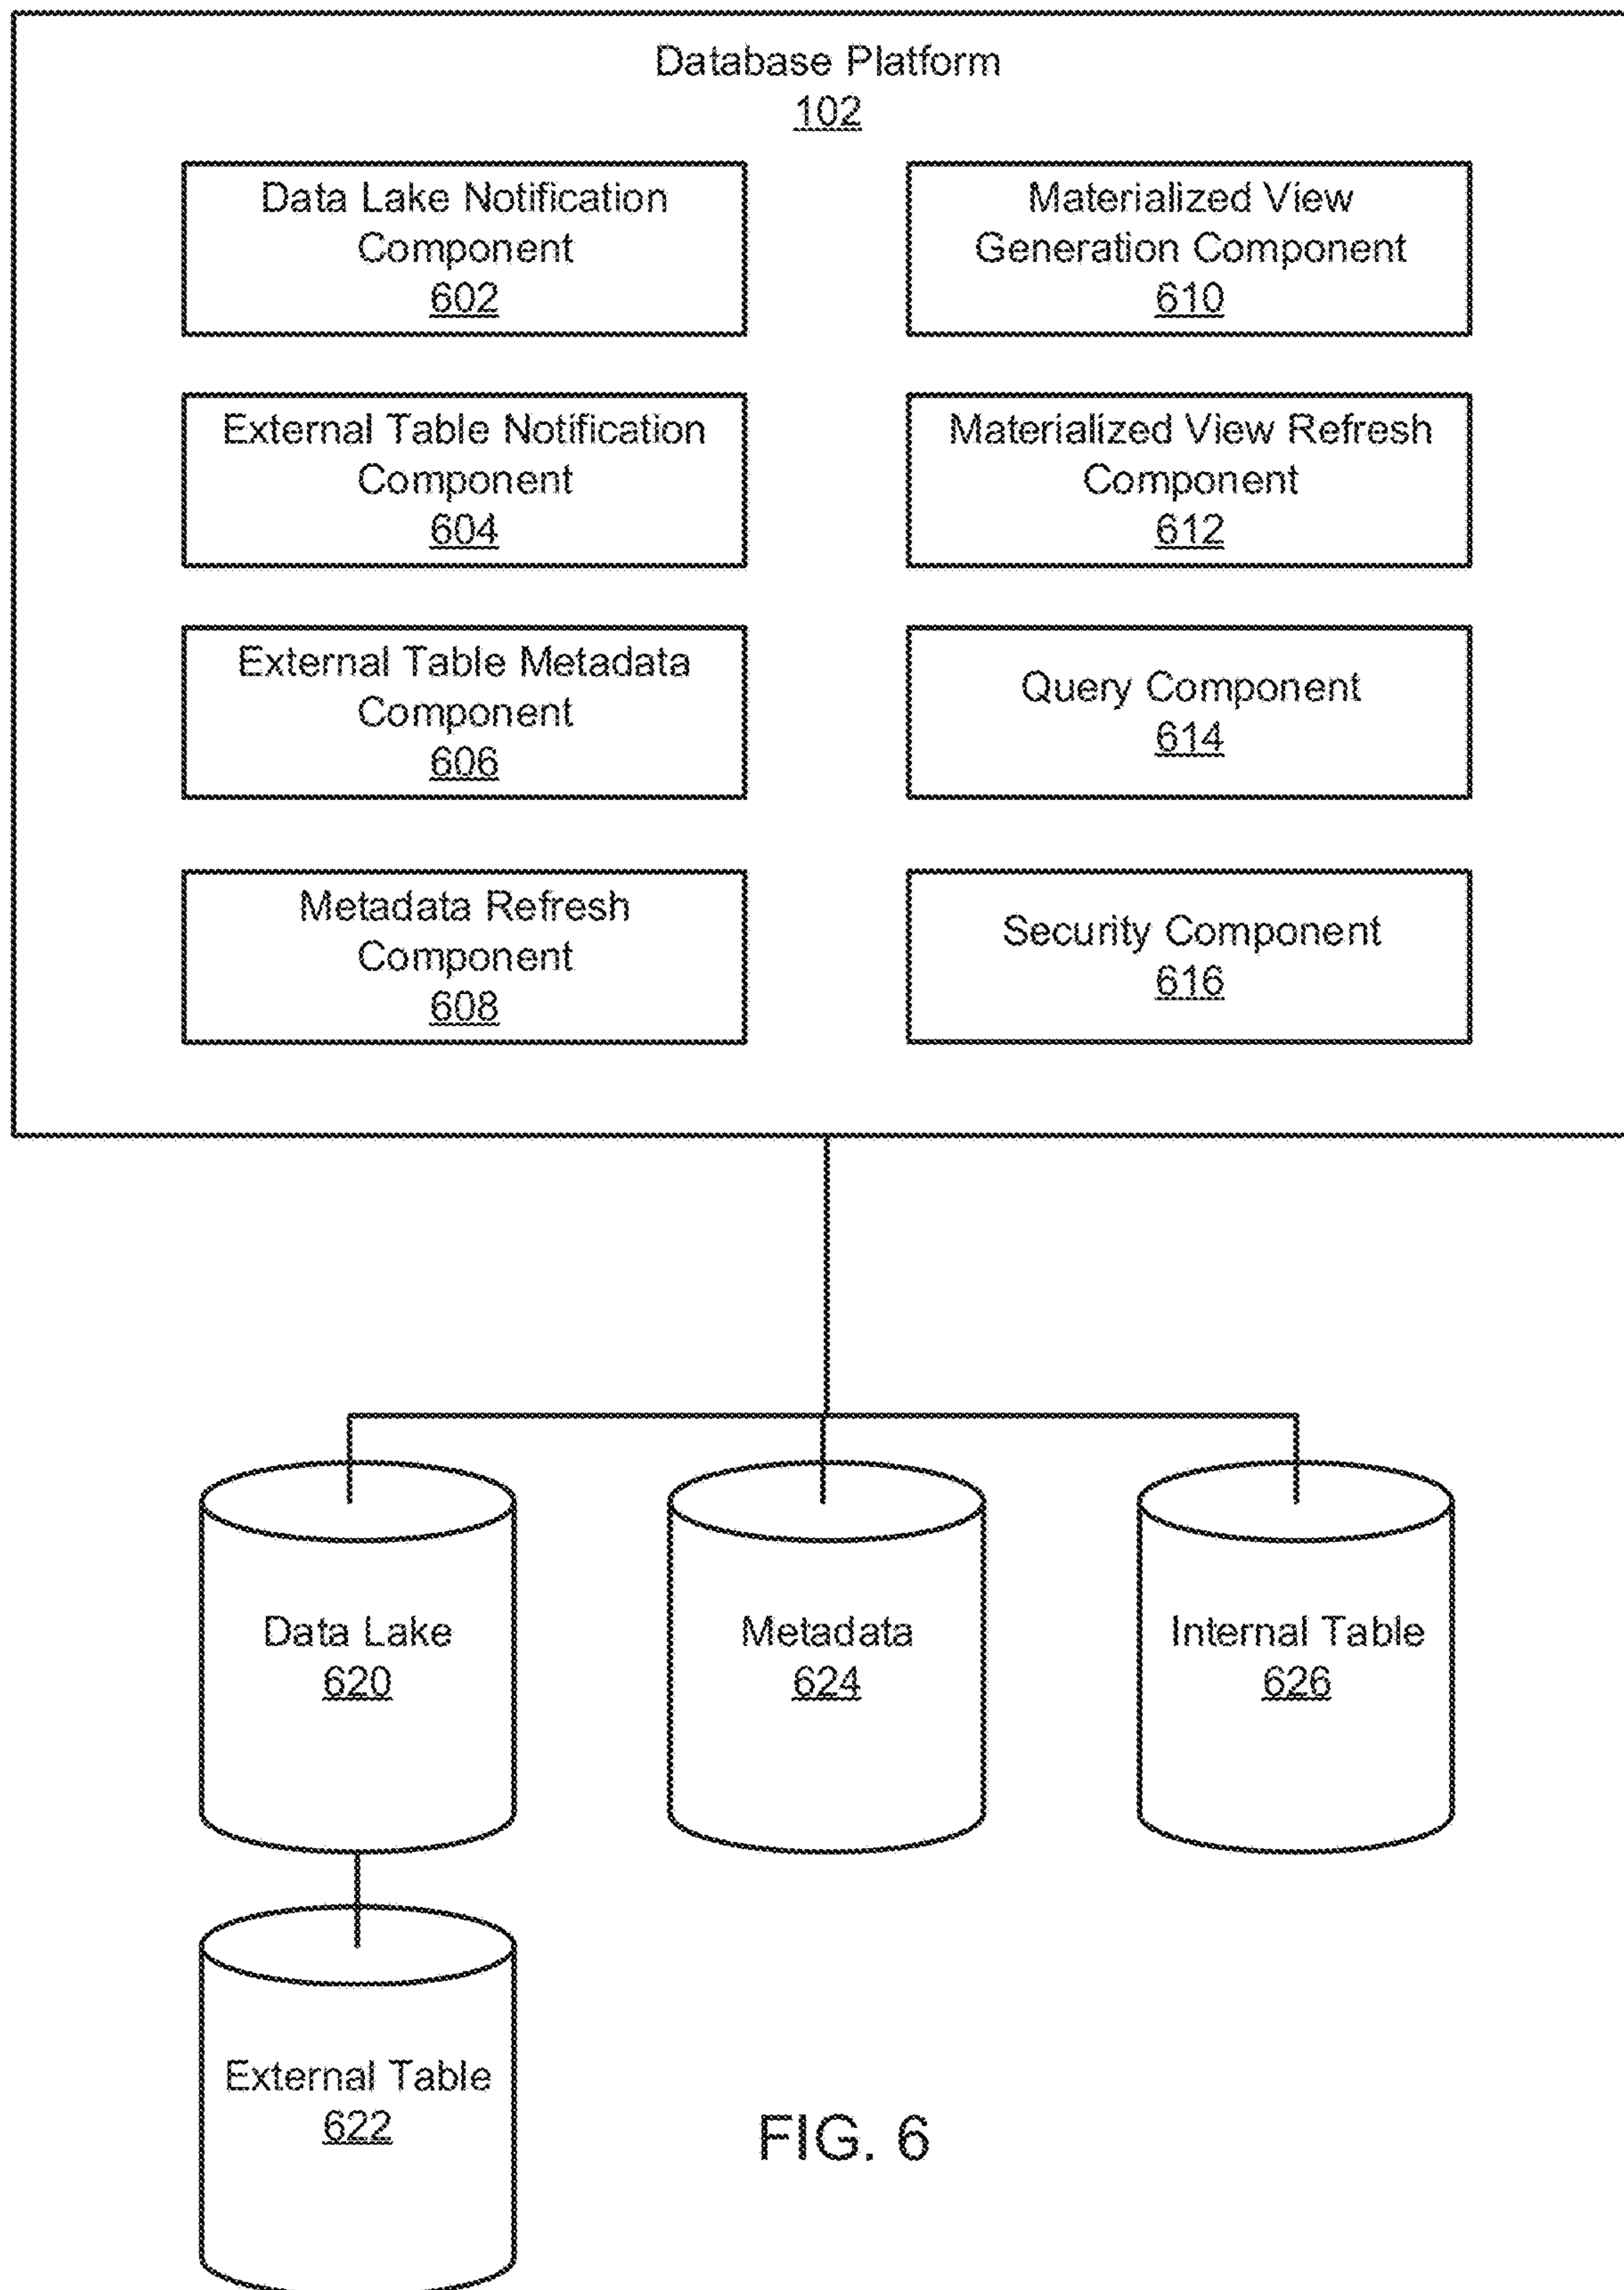 Database Platform
102
Data Lake Notification
Component
602
Materialized View
Generation Component
610
External Table Notification
Component
604
Materialized View Refresh
Component
612
External Table Metadata
Component
606
Query Component
614
Metadata Refresh
Component
608
Security Component
616
Data Lake
620
Metadata
624
Internal Table
626
External Table
622
FIG. 6